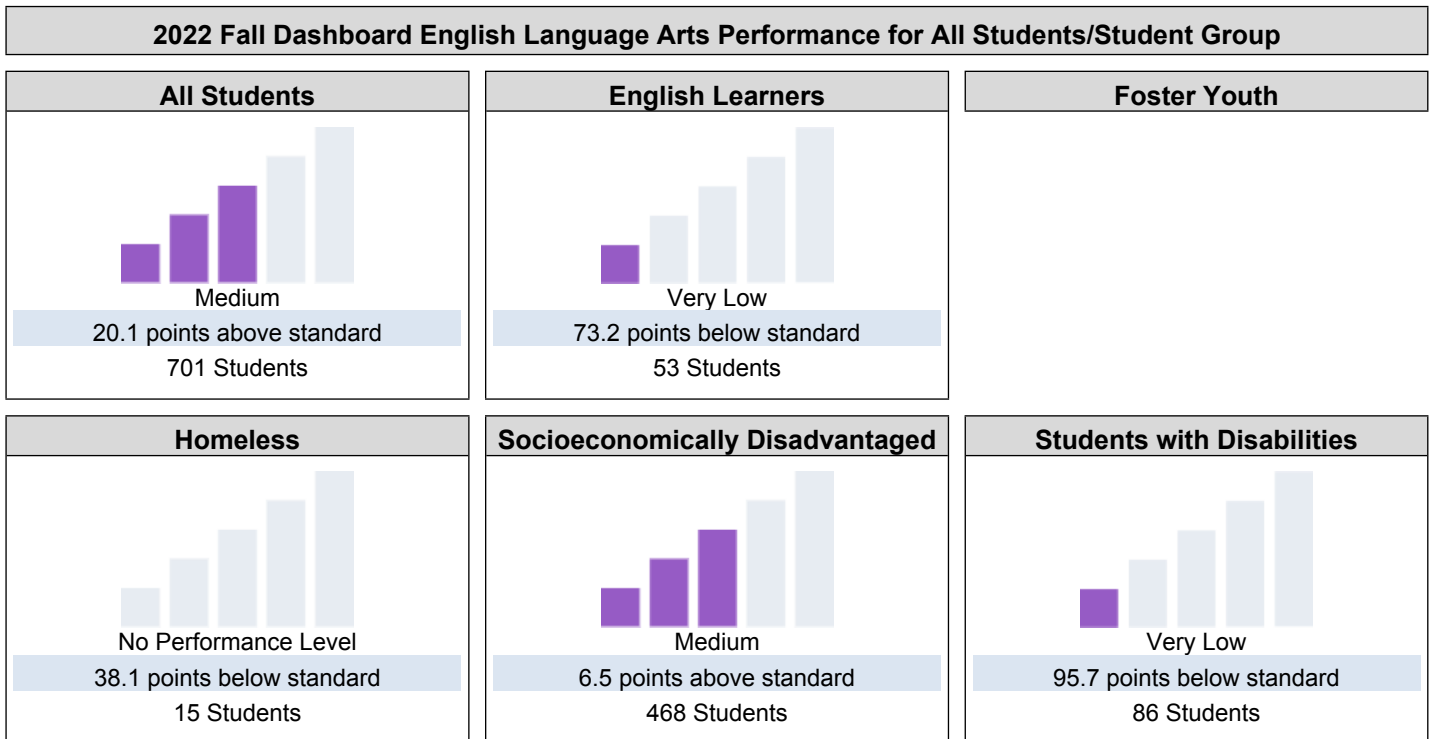 2022 Fall Dashboard English Language Arts Performance for All Students/Student Group
All Students
Medium
20.1 points above standard
701 Students
English Learners
Very Low
73.2 points below standard
53 Students
Foster Youth
Homeless
No Performance Level
38.1 points below standard
15 Students
Socioeconomically Disadvantaged
Medium
6.5 points above standard
468 Students
Students with Disabilities
Very Low
95.7 points below standard
86 Students